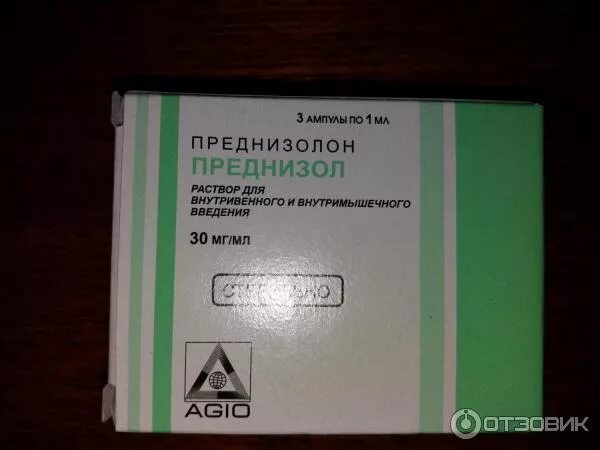 3 АМПУЛЫ ПО 1 МЛ
ПРЕДНИЗОЛОН
ПРЕДНИЗОЛ
РАСТВОР ДЛЯ
ВНУТРИВЕННОГО И ВНУТРИМЫШЕЧНОГО
ВВЕДЕНИЯ
30 МГ/МЛ
AGIO
ОТЗОВИК